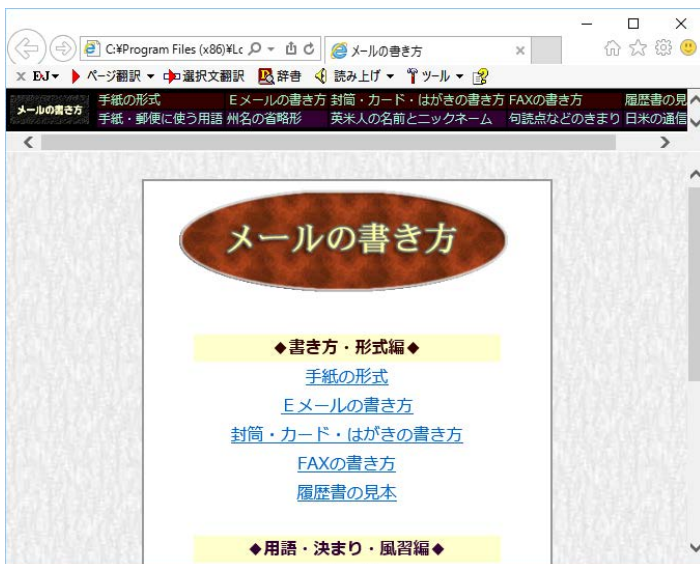 C:¥Program Files (x86)¥Lc
メールの書き方
EJ ページ翻訳 選択文翻訳 辞書 読み上げ ツール
メールの書き方
手紙の形式 Eメールの書き方 封筒・カード・はがきの書き方 FAXの書き方 履歴書の見
手紙・郵便に使う用語 州名の省略形 英米人の名前とニックネーム 句読点などのきまり 日米の通信
メールの書き方
◆書き方・形式編◆
手紙の形式
Eメールの書き方
封筒・カード・はがきの書き方
FAXの書き方
履歴書の見本
◆用語・決まり・風習編◆